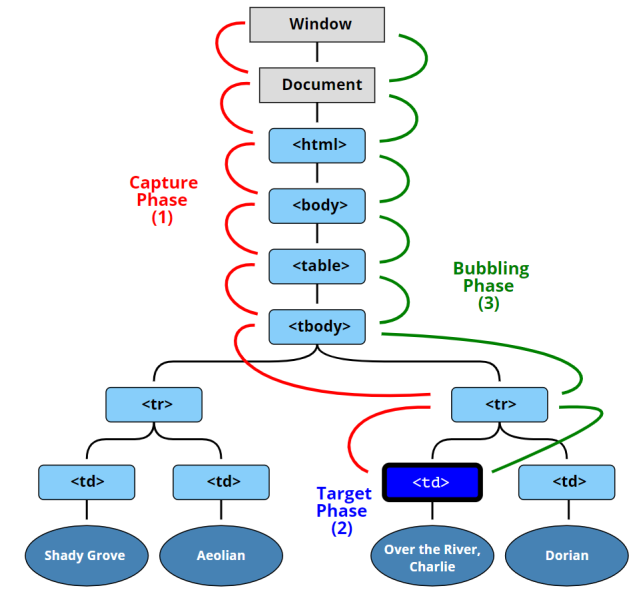 Window
Document
<html>
<body>
<table>
<tbody>
Capture
Phase
(1)
Bubbling
Phase
(3)
<tr>
<tr>
<td>
<td>
<td>
<td>
Target
Phase
(2)
Shady Grove
Aeolian
Over the River,
Charlie
Dorian